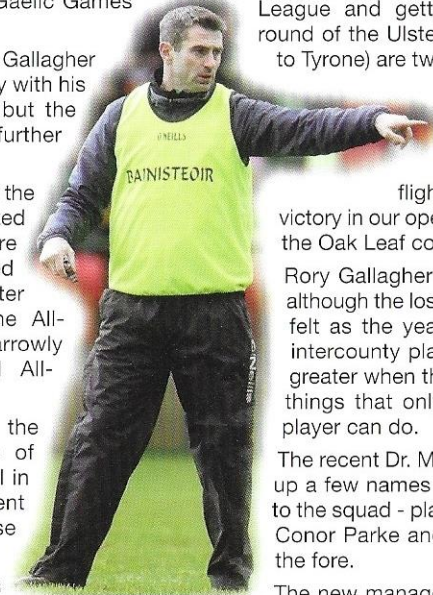 Gaelic Games
Gallagher
y with his
but the
further
the
ed
re
d
ter
ne All-
arrowly
All-
the
of
l in
ent
se
O'NEILLS
BAINISTEOIR
O'Neills
League and gett
round of the Ulste
to Tyrone) are tw
fligh
victory in our ope
the Oak Leaf co
Rory Gallagher
although the los
felt as the yea
intercounty pla
greater when th
things that onl
player can do.
The recent Dr. M
up a few names
to the squad - pla
Conor Parke and
the fore.
The new manage